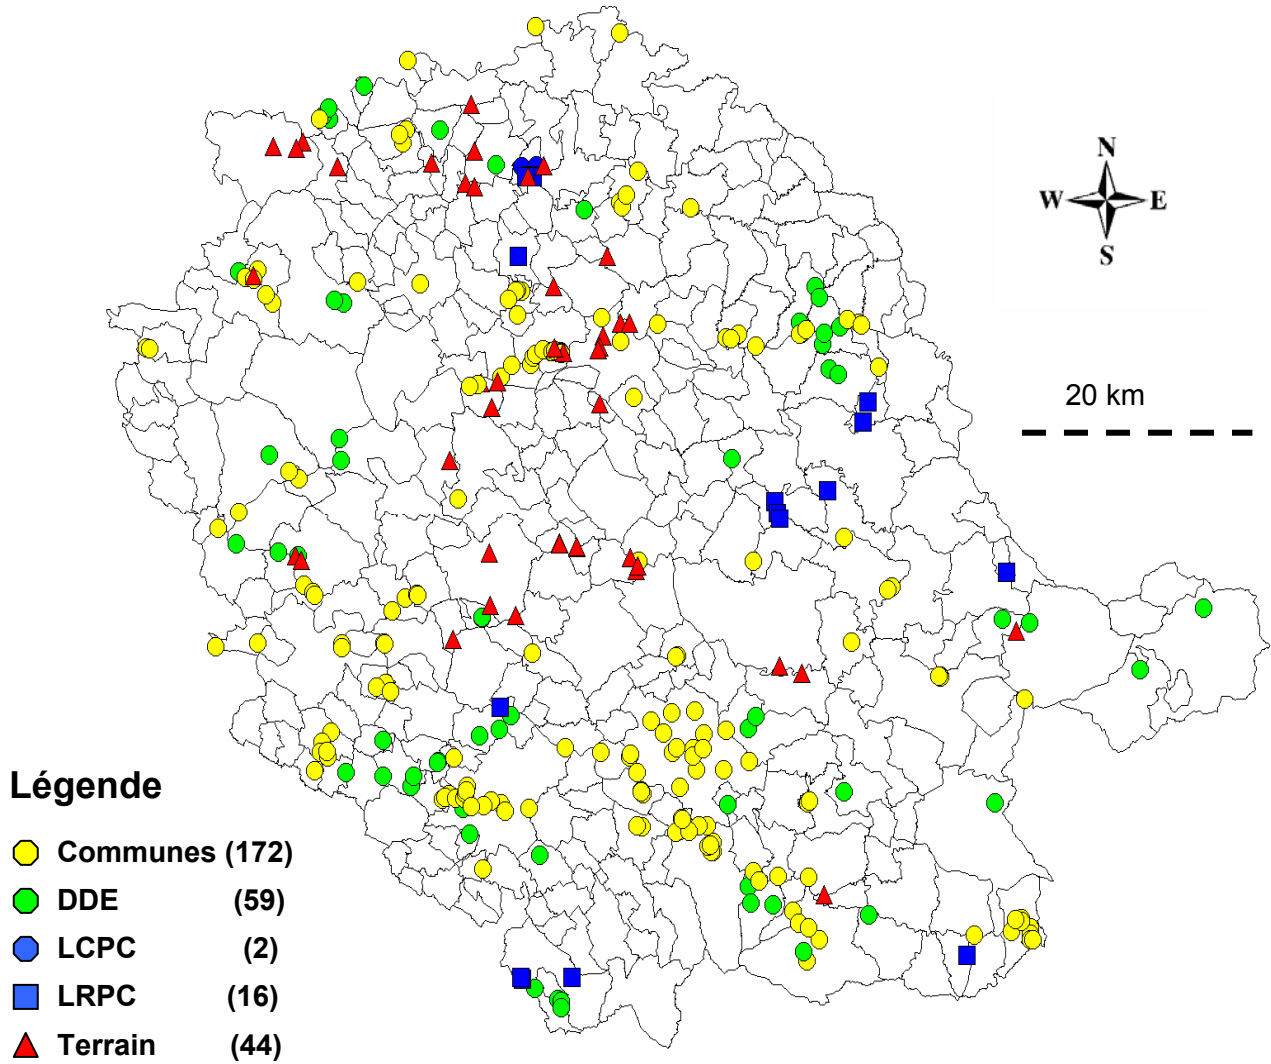 N
W E
S
20 km
Légende
Communes (172)
DDE (59)
LCPC (2)
LRPC (16)
Terrain (44)